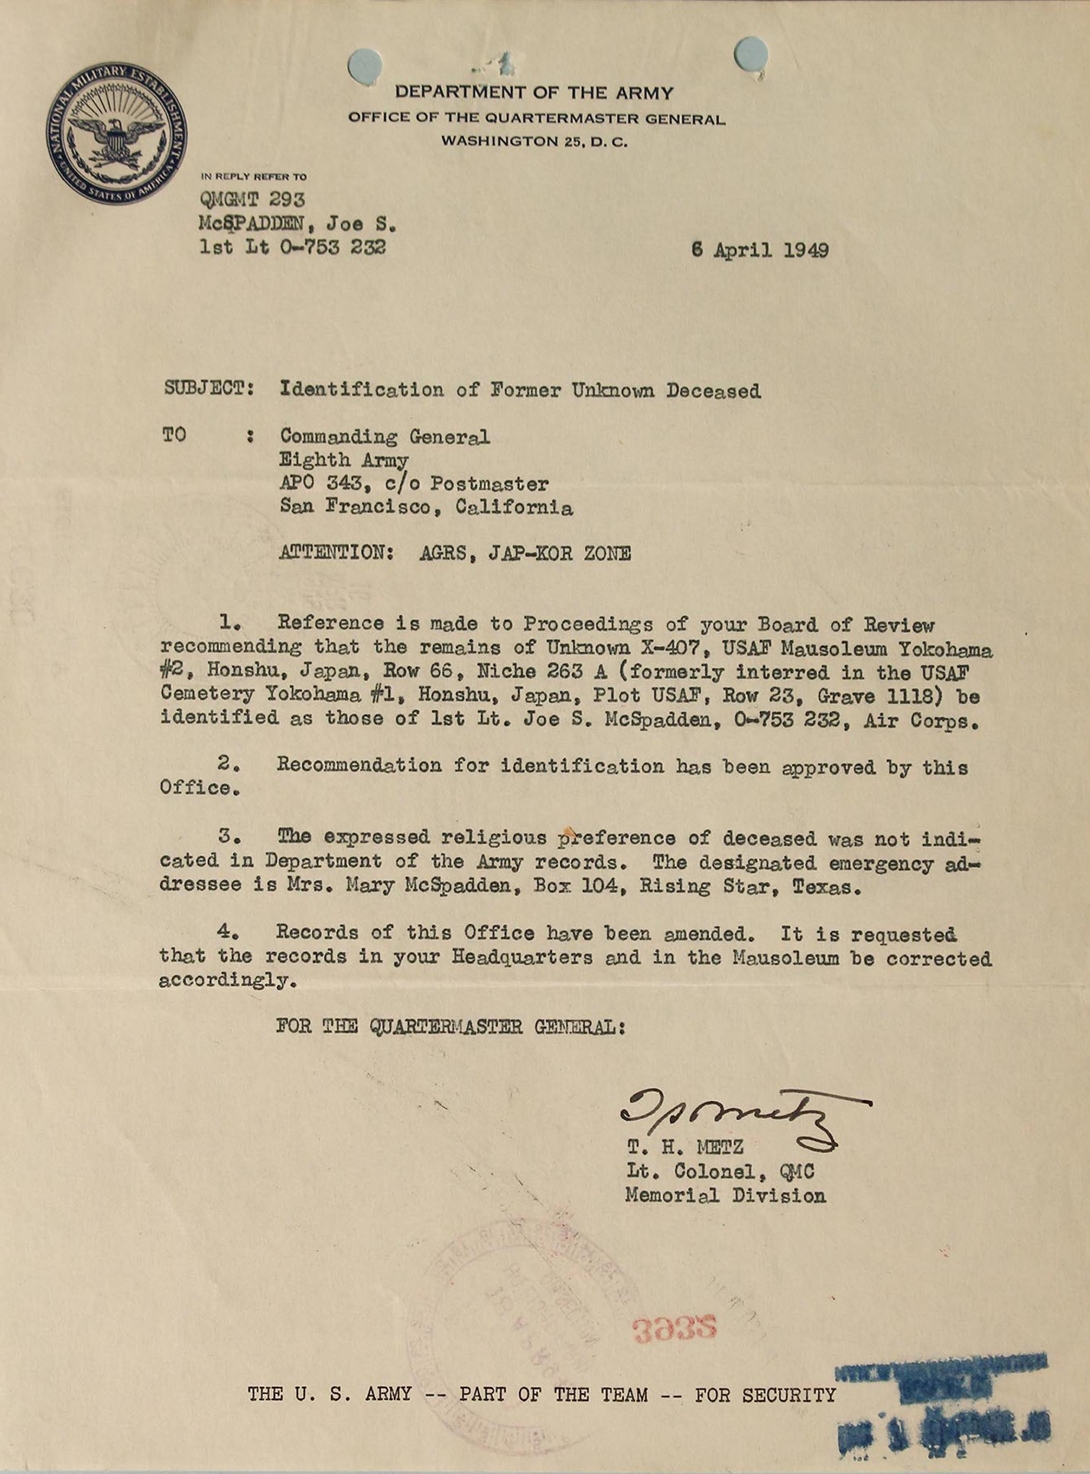 NATIONAL MILITARY ESTABLISHMENT
UNITED STATES OF AMERICA
DEPARTMENT OF THE ARMY
OFFICE OF THE QUARTERMASTER GENERAL
WASHINGTON 25, D. C.
IN REPLY REFER TO
QMGMT 293
McSPADDEN, Joe S.
1st Lt O-753 232
6 April 1949
SUBJECT: Identification of Former Unknown Deceased
TO : Commanding General
Eighth Army
APO 343, c/o Postmaster
San Francisco, California
ATTENTION: AGRS, JAP-KOR ZONE
1. Reference is made to Proceedings of your Board of Review
recommending that the remains of Unknown X-407, USAF Mausoleum Yokohama
#2, Honshu, Japan, Row 66, Niche 263 A (formerly interred in the USAF
Cemetery Yokohama #1, Honshu, Japan, Plot USAF, Row 23, Grave 1118) be
identified as those of 1st Lt. Joe S. McSpadden, O-753 232, Air Corps.
2. Recommendation for identification has been approved by this
Office.
3. The expressed religious preference of deceased was not indi-
cated in Department of the Army records. The designated emergency ad-
dressee is Mrs. Mary McSpadden, Box 104, Rising Star, Texas.
4. Records of this Office have been amended. It is requested
that the records in your Headquarters and in the Mausoleum be corrected
accordingly.
FOR THE QUARTERMASTER GENERAL:
T. H. METZ
Lt. Colonel, QMC
Memorial Division
THE U. S. ARMY -- PART OF THE TEAM -- FOR SECURITY